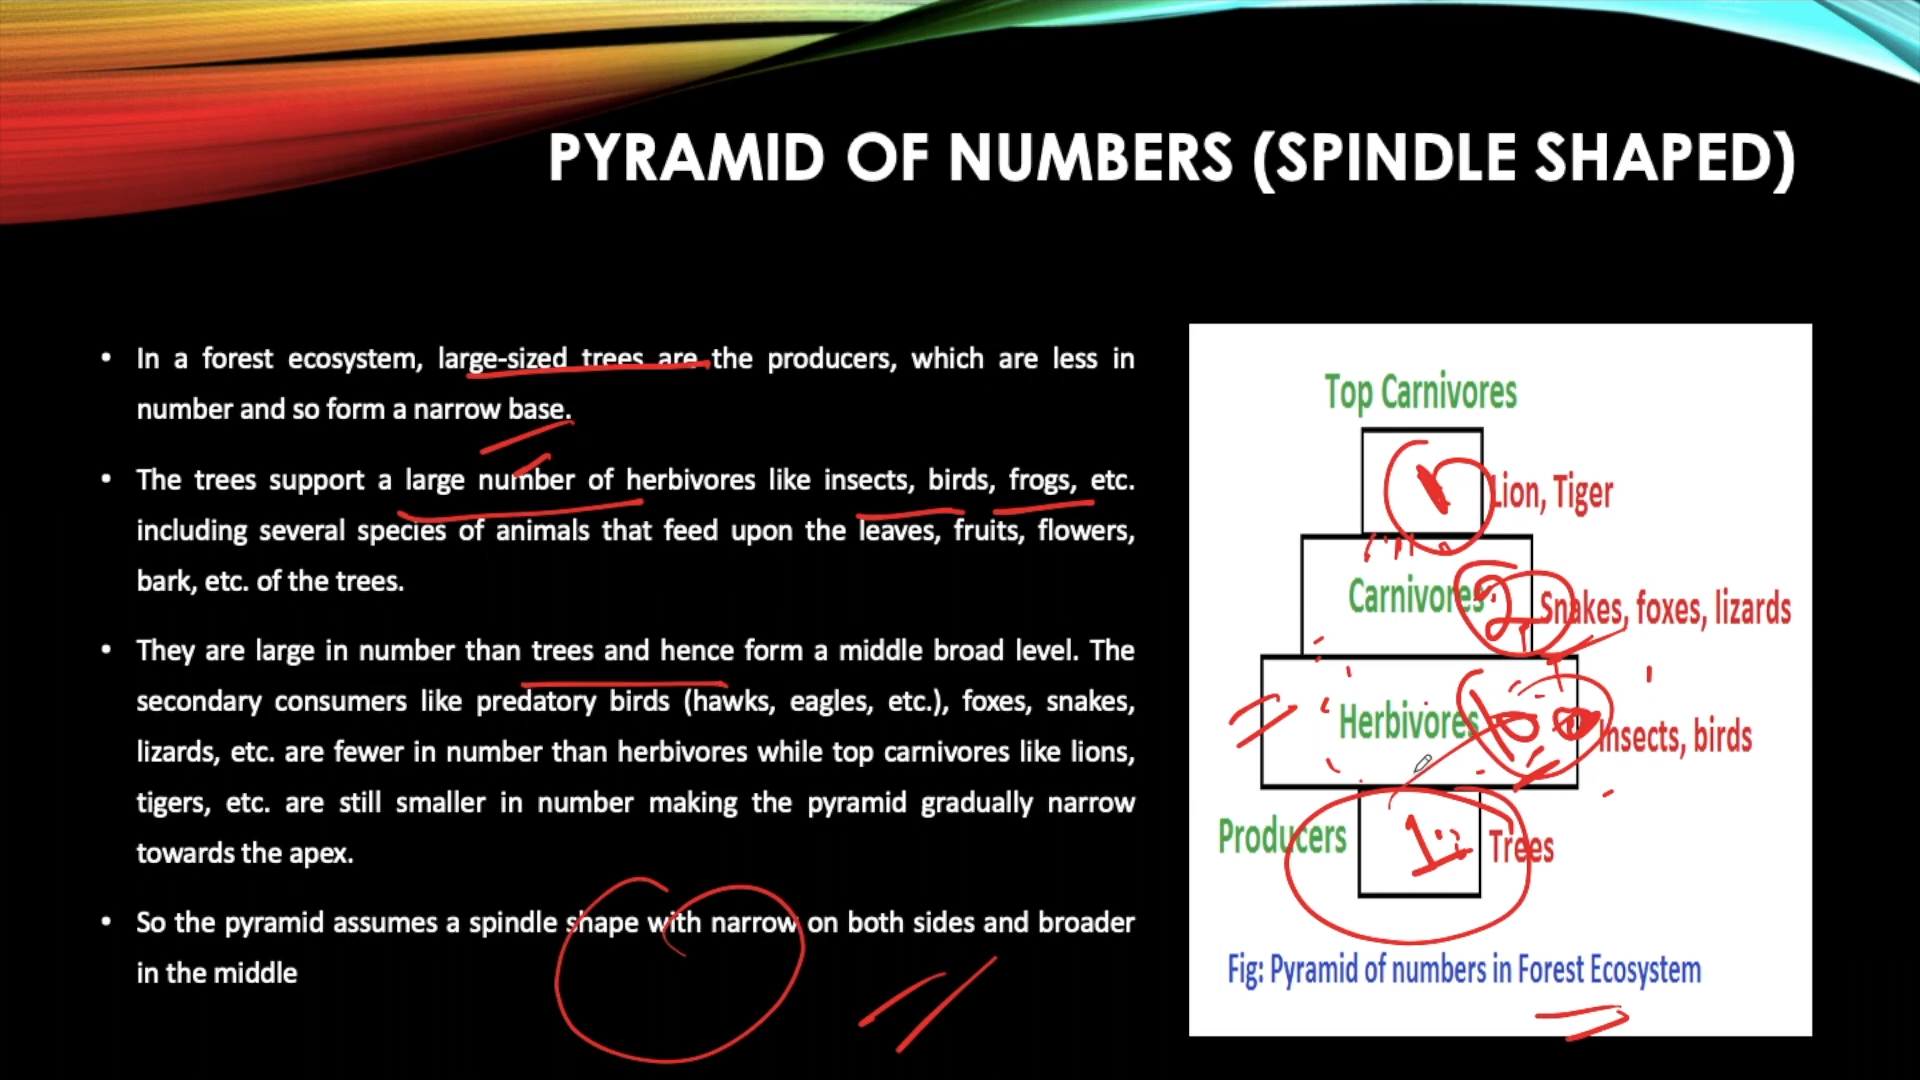 PYRAMID OF NUMBERS (SPINDLE SHAPED)
• In a forest ecosystem, large-sized trees are the producers, which are less in
number and so form a narrow base.
• The trees support a large number of herbivores like insects, birds, frogs, etc.
including several species of animals that feed upon the leaves, fruits, flowers,
bark, etc. of the trees.
• They are large in number than trees and hence form a middle broad level. The
secondary consumers like predatory birds (hawks, eagles, etc.), foxes, snakes,
lizards, etc. are fewer in number than herbivores while top carnivores like lions,
tigers, etc. are still smaller in number making the pyramid gradually narrow
towards the apex.
• So the pyramid assumes a spindle shape with narrow on both sides and broader
in the middle
Top Carnivores
Lion, Tiger
Carnivores
Snakes, foxes, lizards
Herbivores
Insects, birds
Producers
1
Trees
Fig: Pyramid of numbers in Forest Ecosystem